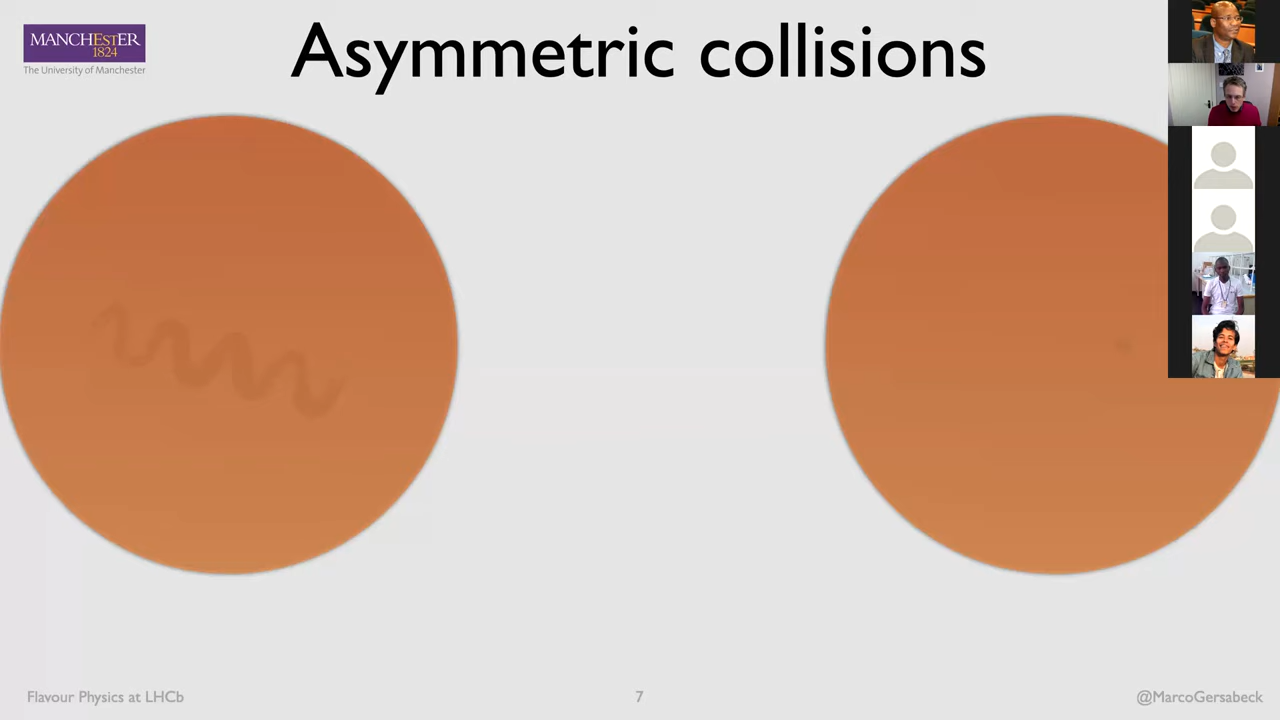 MANCHESTER
1824
The University of Manchester
Asymmetric collisions
Flavour Physics at LHCb
7
@MarcoGersabeck